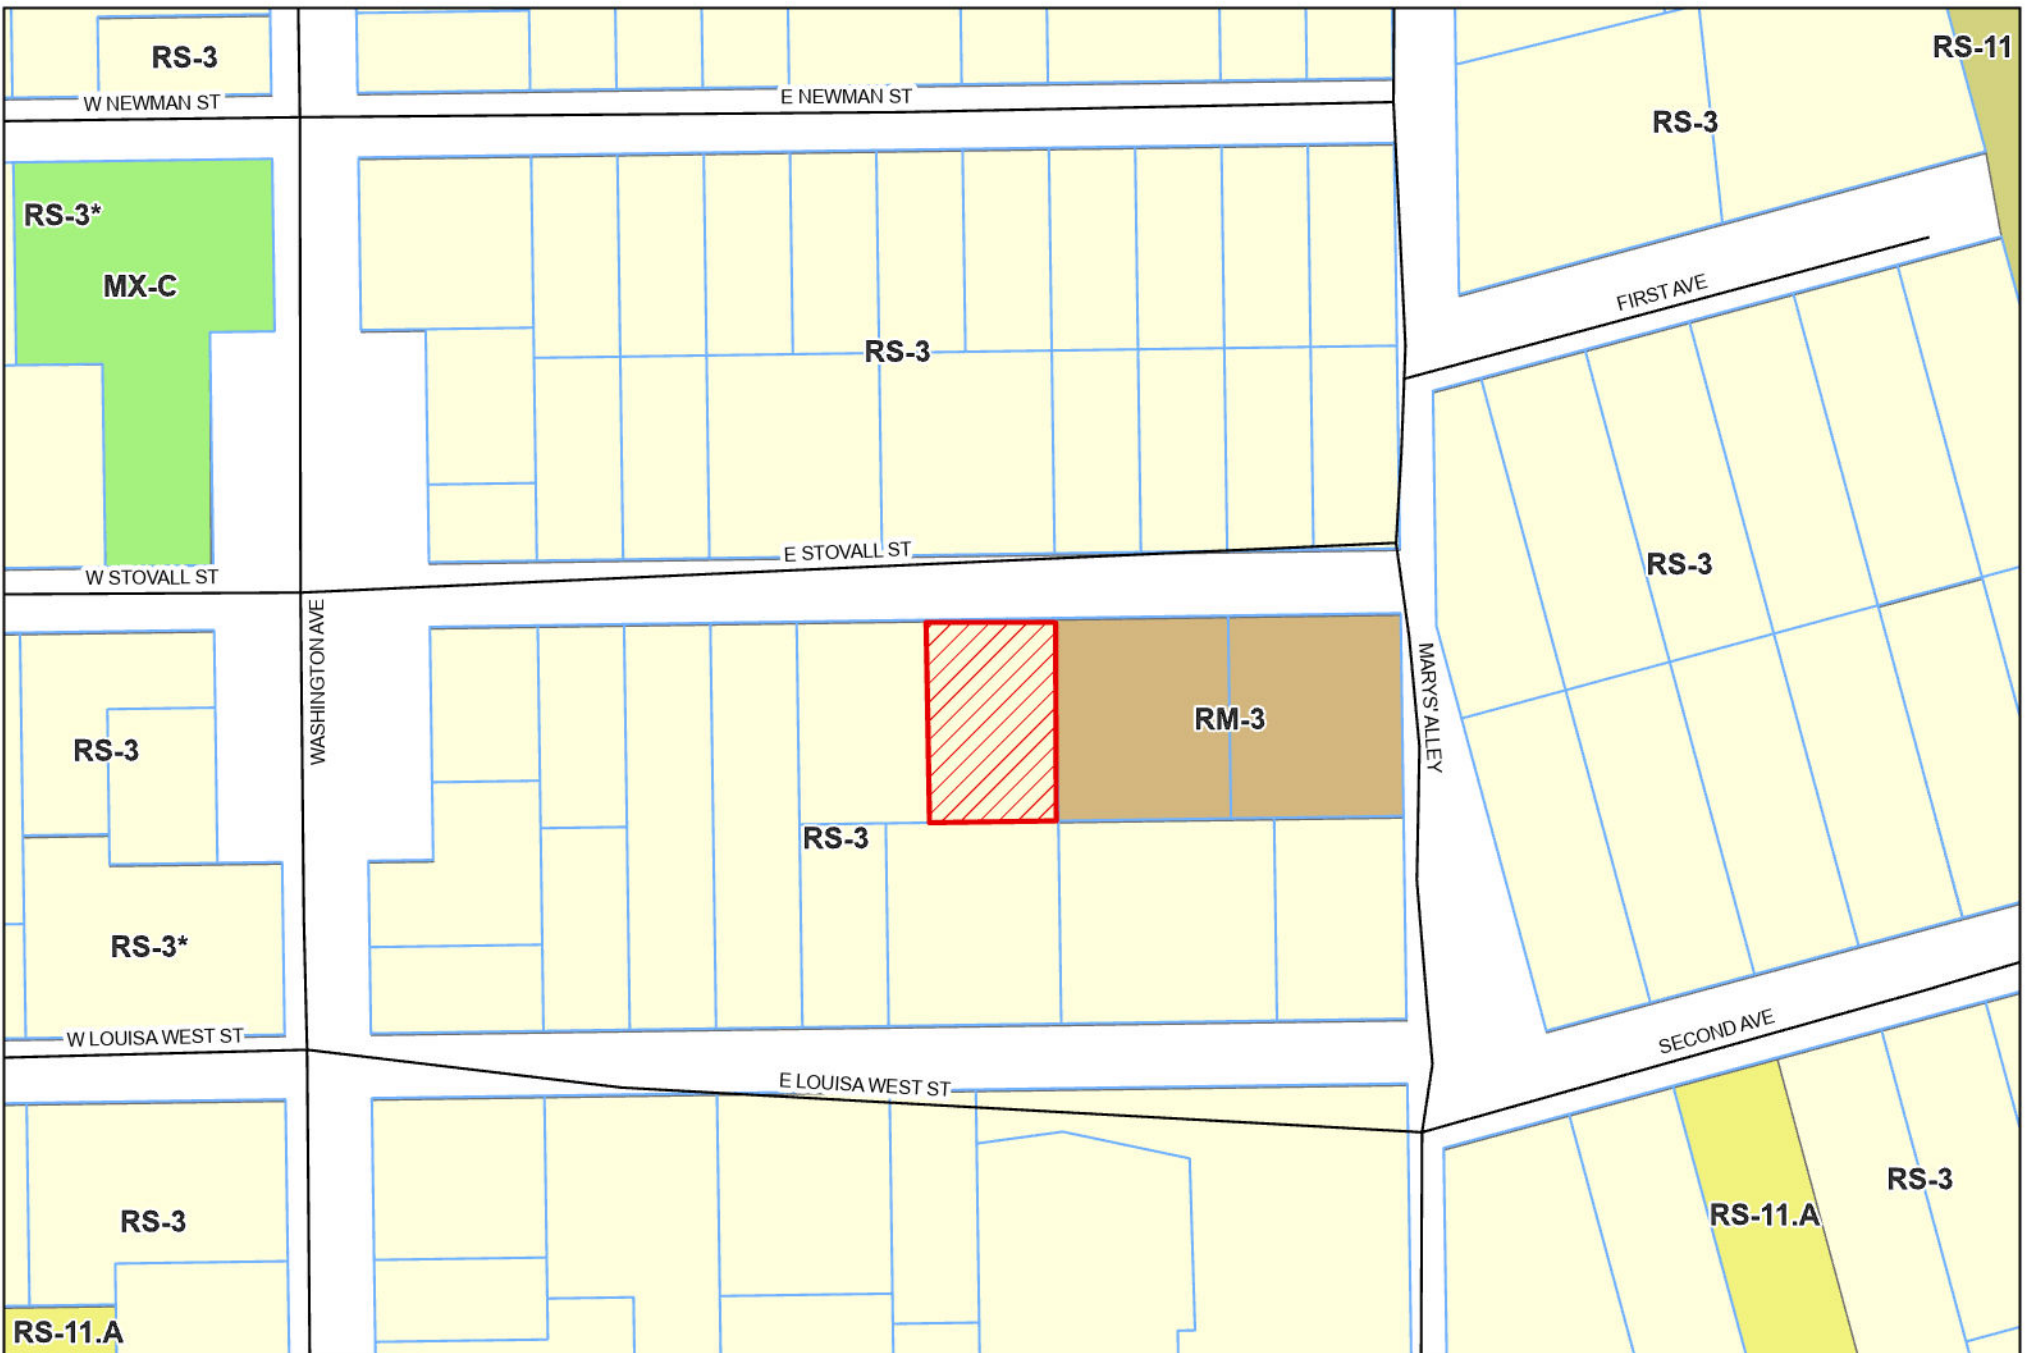 RS-11
RS-3
W NEWMAN ST
E NEWMAN ST
RS-3
RS-3*
MX-C
FIRST AVE
RS-3
E STOVALL ST
RS-3
W STOVALL ST
WASHINGTON AVE
MARYS' ALLEY
RM-3
RS-3
RS-3
RS-3*
SECOND AVE
W LOUISA WEST ST
E LOUISA WEST ST
RS-3
RS-11.A
RS-3
RS-11.A